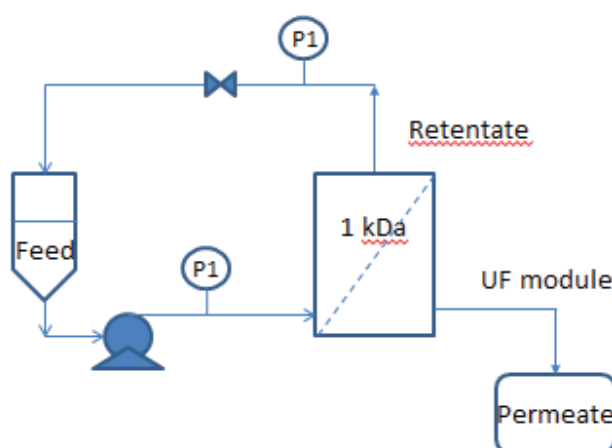 P1
Retentate
1 kDa
Feed
P1
UF module
Permeate